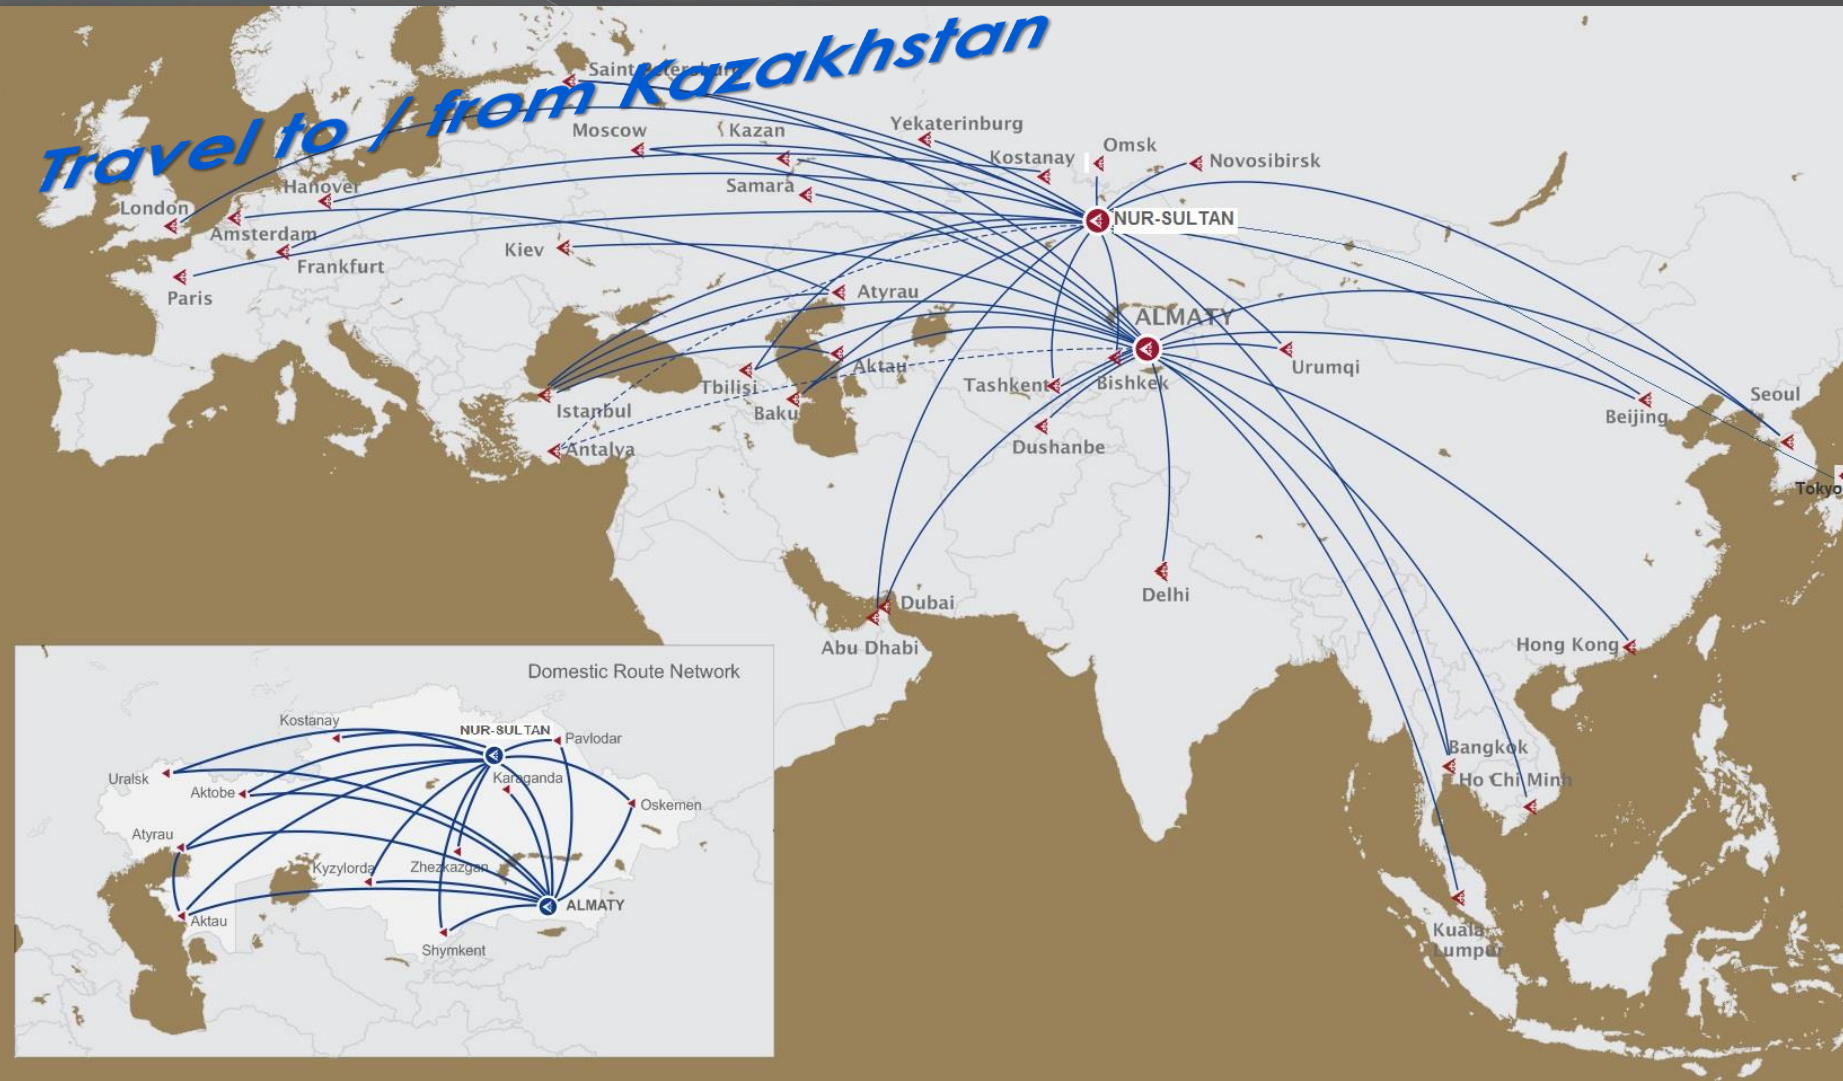 Travel to / from Kazakhstan
Saint Petersburg
Moscow
Kazan
Yekaterinburg
Kostanay
Omsk
Novosibirsk
Hanover
London
Samara
NUR-SULTAN
Amsterdam
Kiev
Frankfurt
Paris
Atyrau
ALMATY
Aktau
Urumqi
Tbilisi
Tashkent
Bishkek
Istanbul
Baku
Seoul
Beijing
Antalya
Dushanbe
Tokyo
Delhi
Dubai
Abu Dhabi
Hong Kong
Bangkok
Ho Chi Minh
Kuala
Lumpur
Domestic Route Network
Kostanay
NUR-SULTAN
Pavlodar
Uralsk
Karaganda
Aktobe
Oskemen
Atyrau
Kyzylorda
Zhezkazgan
ALMATY
Aktau
Shymkent